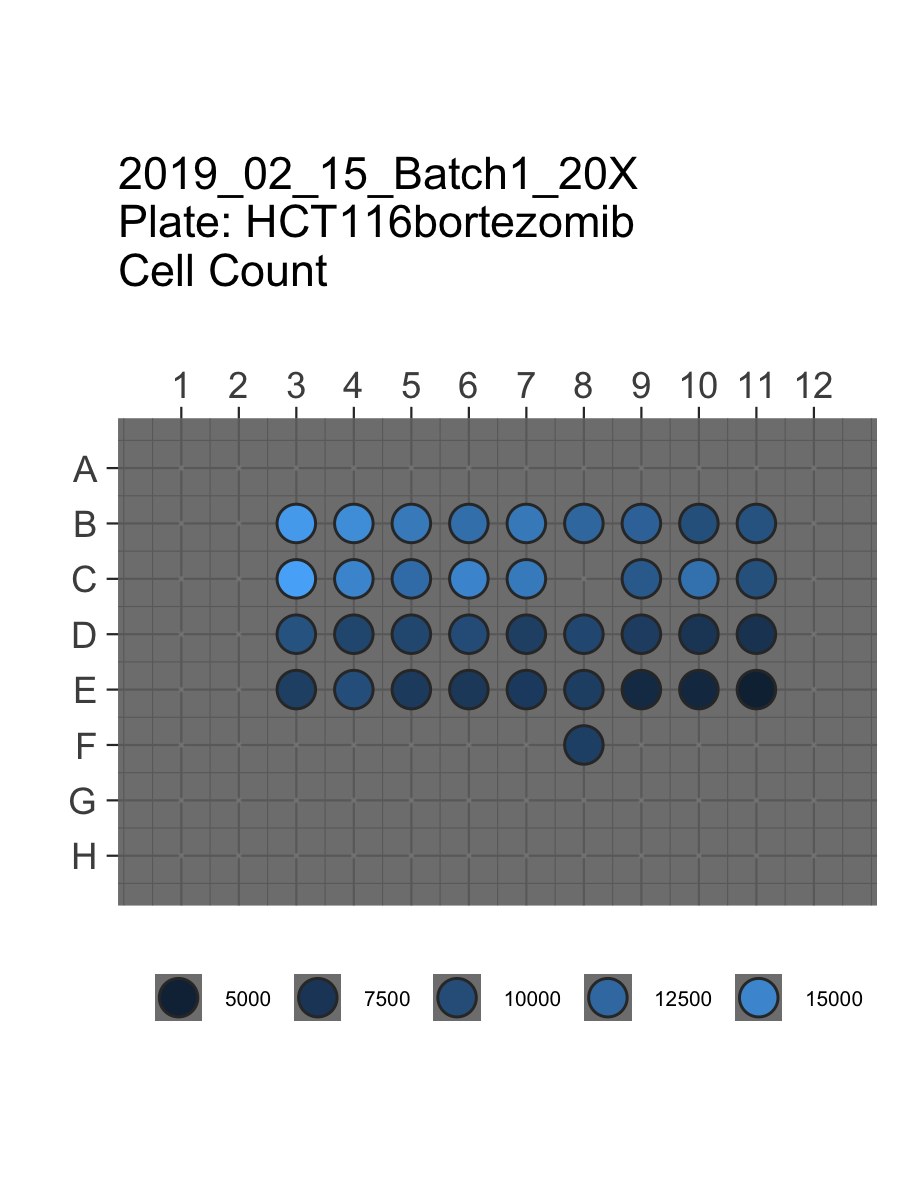 2019_02_15_Batch1_20X
Plate: HCT116bortezomib
Cell Count
1 2 3 4 5 6 7 8 9 10 11 12
A
B
C
D
E
F
G
H
5000 7500 10000 12500 15000